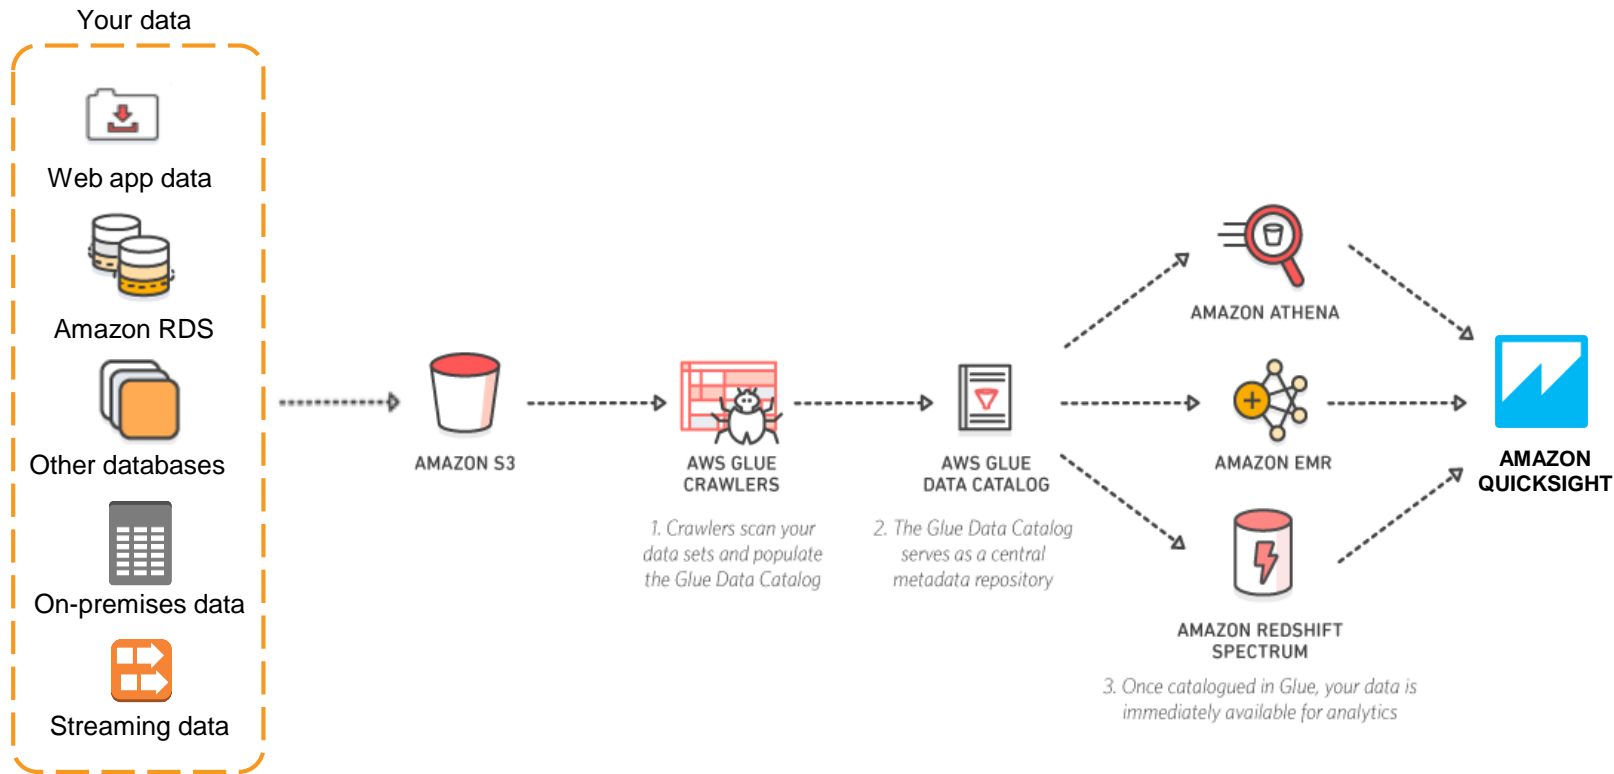 Your data
Web app data
Amazon RDS
Other databases
On-premises data
Streaming data
AMAZON S3
AWS GLUE
CRAWLERS
1. Crawlers scan your
data sets and populate
the Glue Data Catalog
AWS GLUE
DATA CATALOG
2. The Glue Data Catalog
serves as a central
metadata repository
AMAZON ATHENA
AMAZON EMR
AMAZON REDSHIFT
SPECTRUM
3. Once catalogued in Glue, your data is
immediately available for analytics
AMAZON
QUICKSIGHT